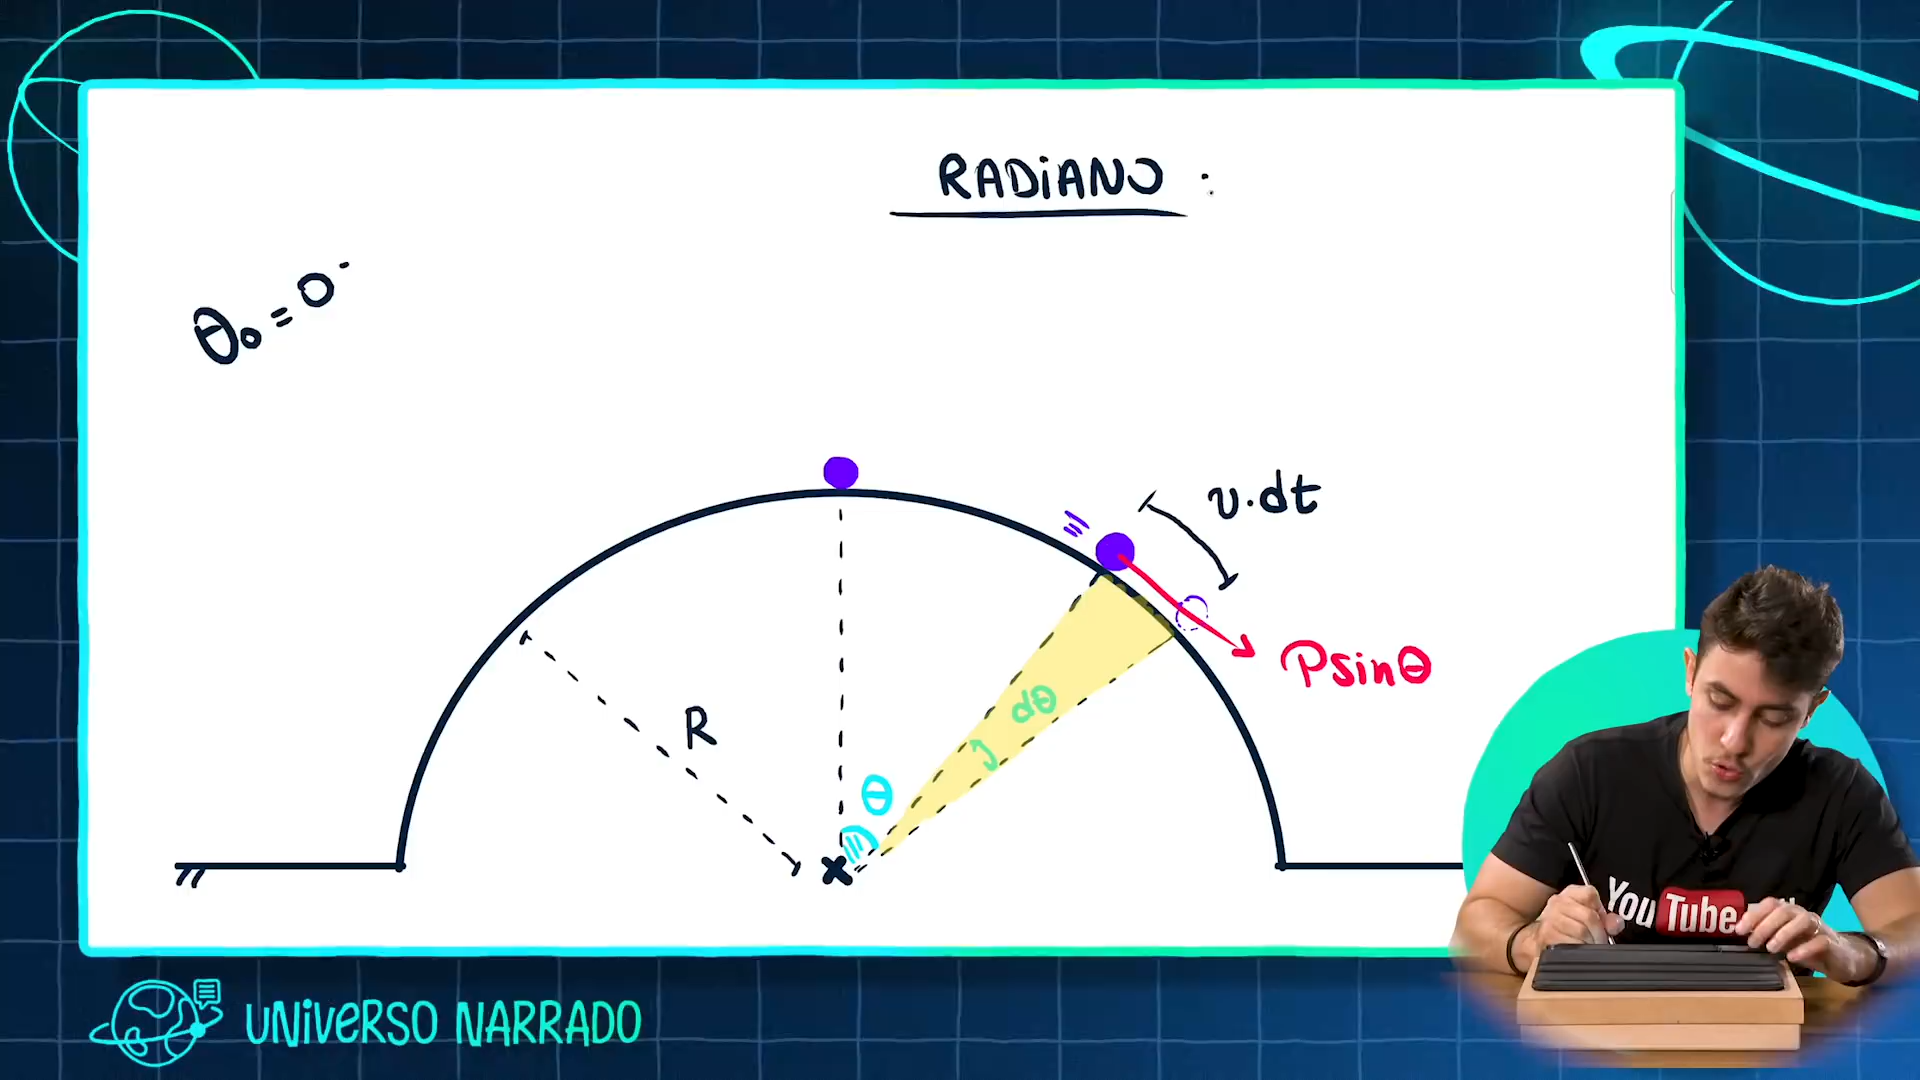 RADIANO :
θ₀ = 0
v.dt
Psinθ
dθ
R
θ
x
YouTube
UNIVERSO NARRADO